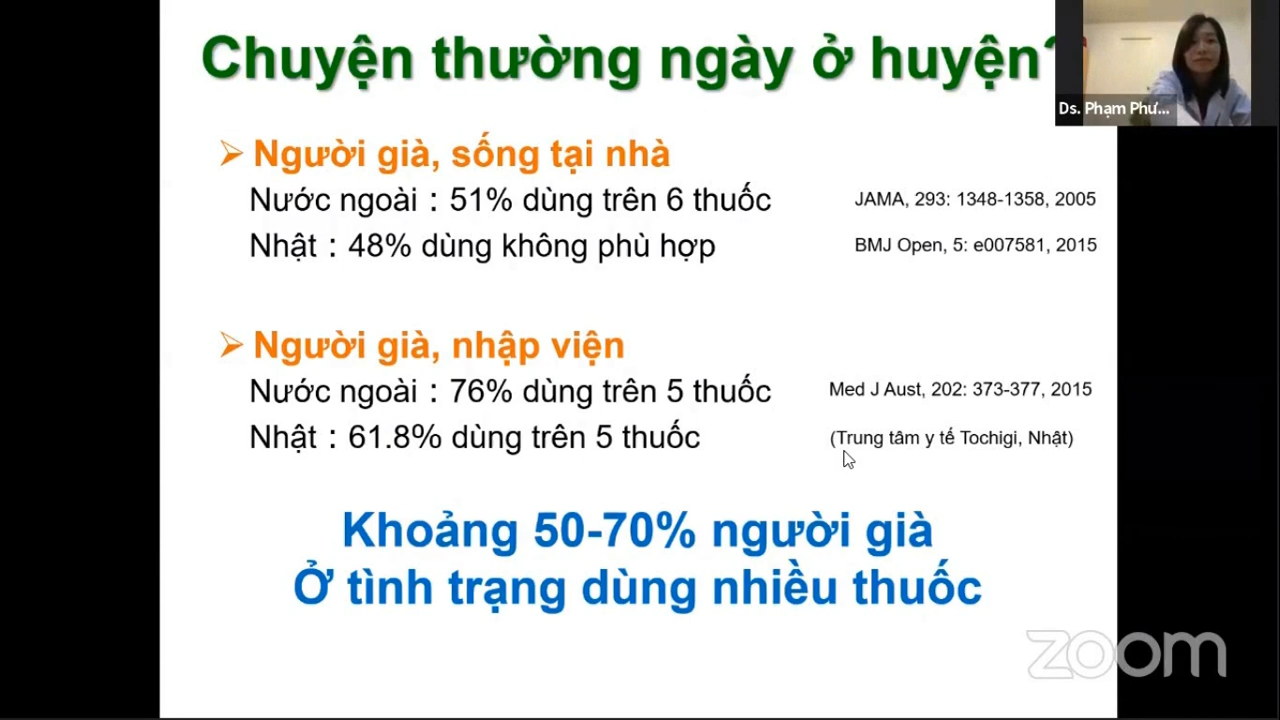 Chuyện thường ngày ở huyện?
Ds. Phạm Phư...
Người già, sống tại nhà
Nước ngoài : 51% dùng trên 6 thuốc
JAMA, 293: 1348-1358, 2005
Nhật : 48% dùng không phù hợp
BMJ Open, 5: e007581, 2015
Người già, nhập viện
Nước ngoài : 76% dùng trên 5 thuốc
Med J Aust, 202: 373-377, 2015
Nhật : 61.8% dùng trên 5 thuốc
(Trung tâm y tế Tochigi, Nhật)
Khoảng 50-70% người già
Ở tình trạng dùng nhiều thuốc
zoom